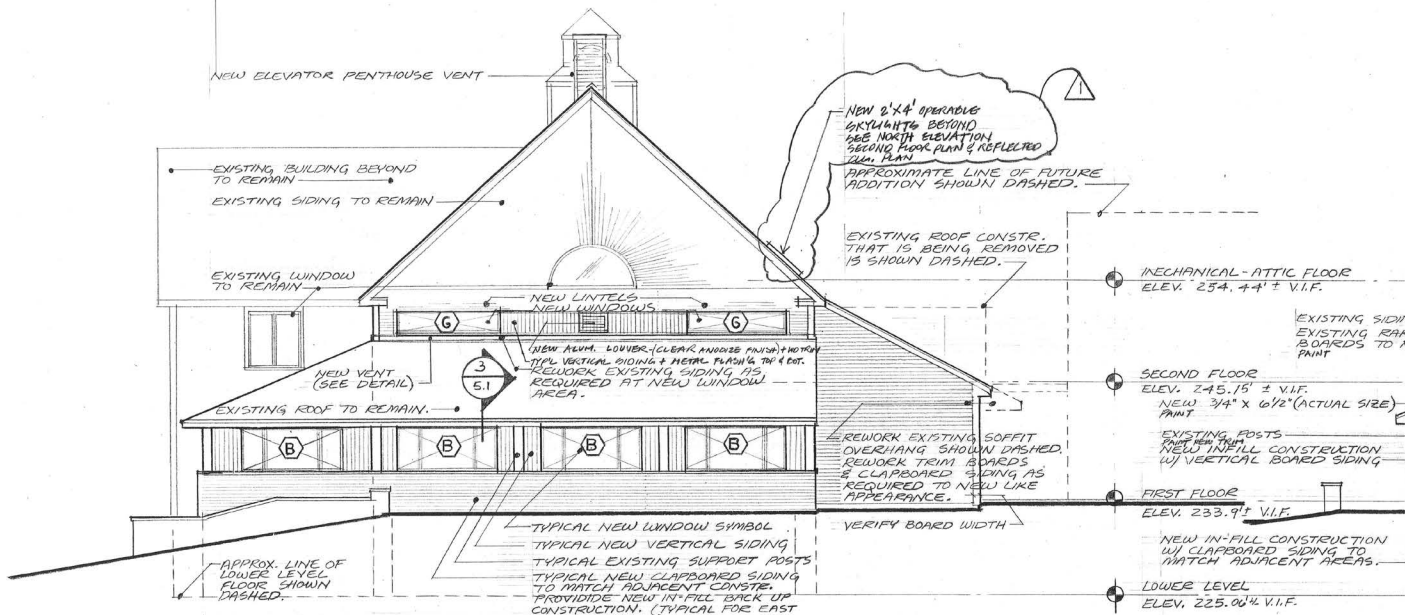 NEW ELEVATOR PENTHOUSE VENT
EXISTING BUILDING BEYOND
TO REMAIN
EXISTING SIDING TO REMAIN
EXISTING WINDOW
TO REMAIN
NEW VENT
(SEE DETAIL)
EXISTING ROOF TO REMAIN.
APPROX. LINE OF
LOWER LEVEL
FLOOR SHOWN
DASHED.
NEW LINTELS
NEW WINDOWS
G
G
NEW ALUM. LOUVER-(CLEAR ANODIZE FINISH)+
TYP'L VERTICAL SIDING + METAL FLASH'G TOP & BOT.
REWORK EXISTING SIDING AS
REQUIRED AT NEW WINDOW
AREA.
3
5.1
B
B
B
B
TYPICAL NEW WINDOW SYMBOL
TYPICAL NEW VERTICAL SIDING
TYPICAL EXISTING SUPPORT POSTS
TYPICAL NEW CLAPBOARD SIDING
TO MATCH ADJACENT CONSTR.
PROVIDIDE NEW IN-FILL BACK UP
CONSTRUCTION. (TYPICAL FOR EAST
1
NEW 2'X4' OPERABLE
SKYLIGHTS BEYOND
SEE NORTH ELEVATION
SECOND FLOOR PLAN & REFLECTED
PLAN
APPROXIMATE LINE OF FUTURE
ADDITION SHOWN DASHED.
EXISTING ROOF CONSTR.
THAT IS BEING REMOVED
IS SHOWN DASHED.
REWORK EXISTING SOFFIT
OVERHANG SHOWN DASHED.
REWORK TRIM BOARDS
& CLAPBOARD SIDING AS
REQUIRED TO NEW LIKE
APPEARANCE.
VERIFY BOARD WIDTH
MECHANICAL-ATTIC FLOOR
ELEV. 254.44' ± V.I.F.
EXISTING SIDIN
EXISTING RA
BOARDS TO
PAINT
SECOND FLOOR
ELEV. 245.15' ± V.I.F.
NEW 3/4" X 6 1/2" (ACTUAL SIZE)
PAINT
EXISTING POSTS
PAINT NEW TRIM
NEW INFILL CONSTRUCTION
W/ VERTICAL BOARD SIDING
FIRST FLOOR
ELEV. 233.9'± V.I.F.
NEW IN-FILL CONSTRUCTION
W/ CLAPBOARD SIDING TO
MATCH ADJACENT AREAS.
LOWER LEVEL
ELEV. 225.06'± V.I.F.